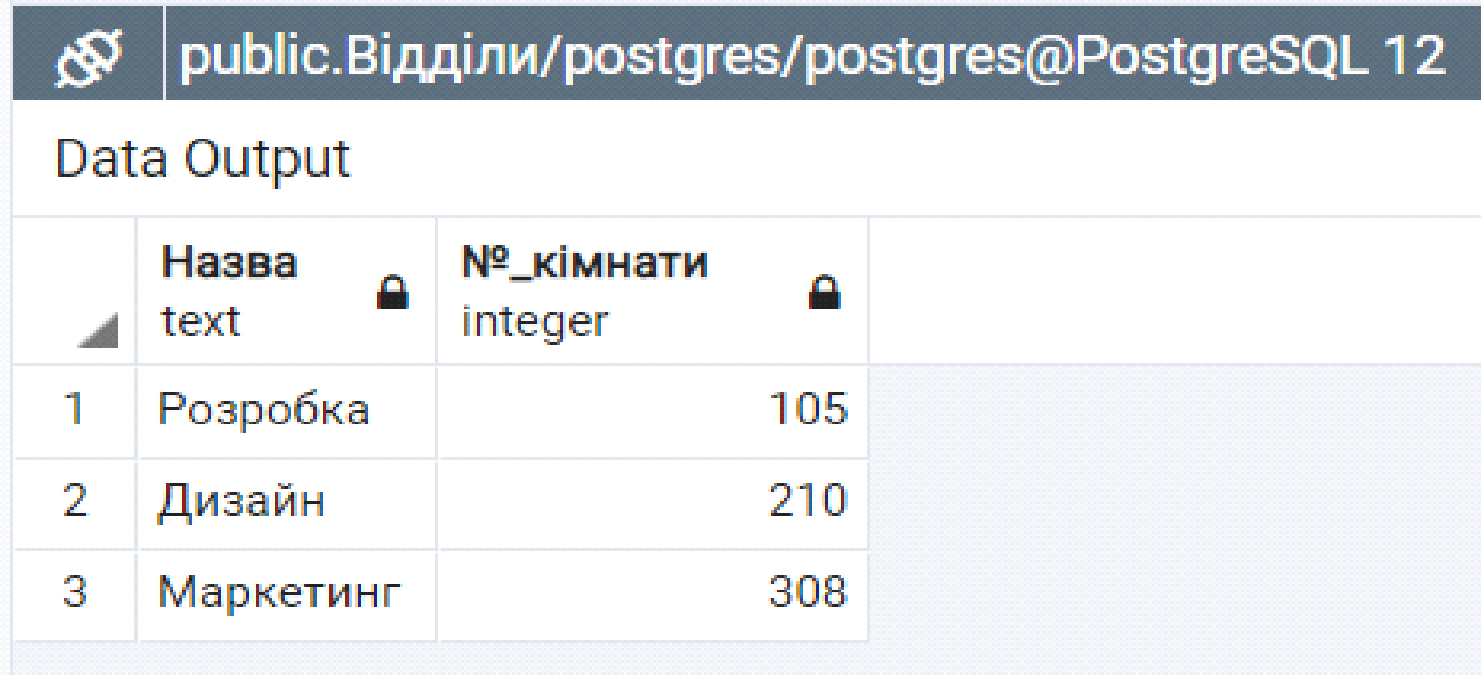 public.Відділи/postgres/postgres@PostgreSQL 12
Data Output
Назва №_кімнати
text integer
1 Розробка 105
2 Дизайн 210
3 Маркетинг 308